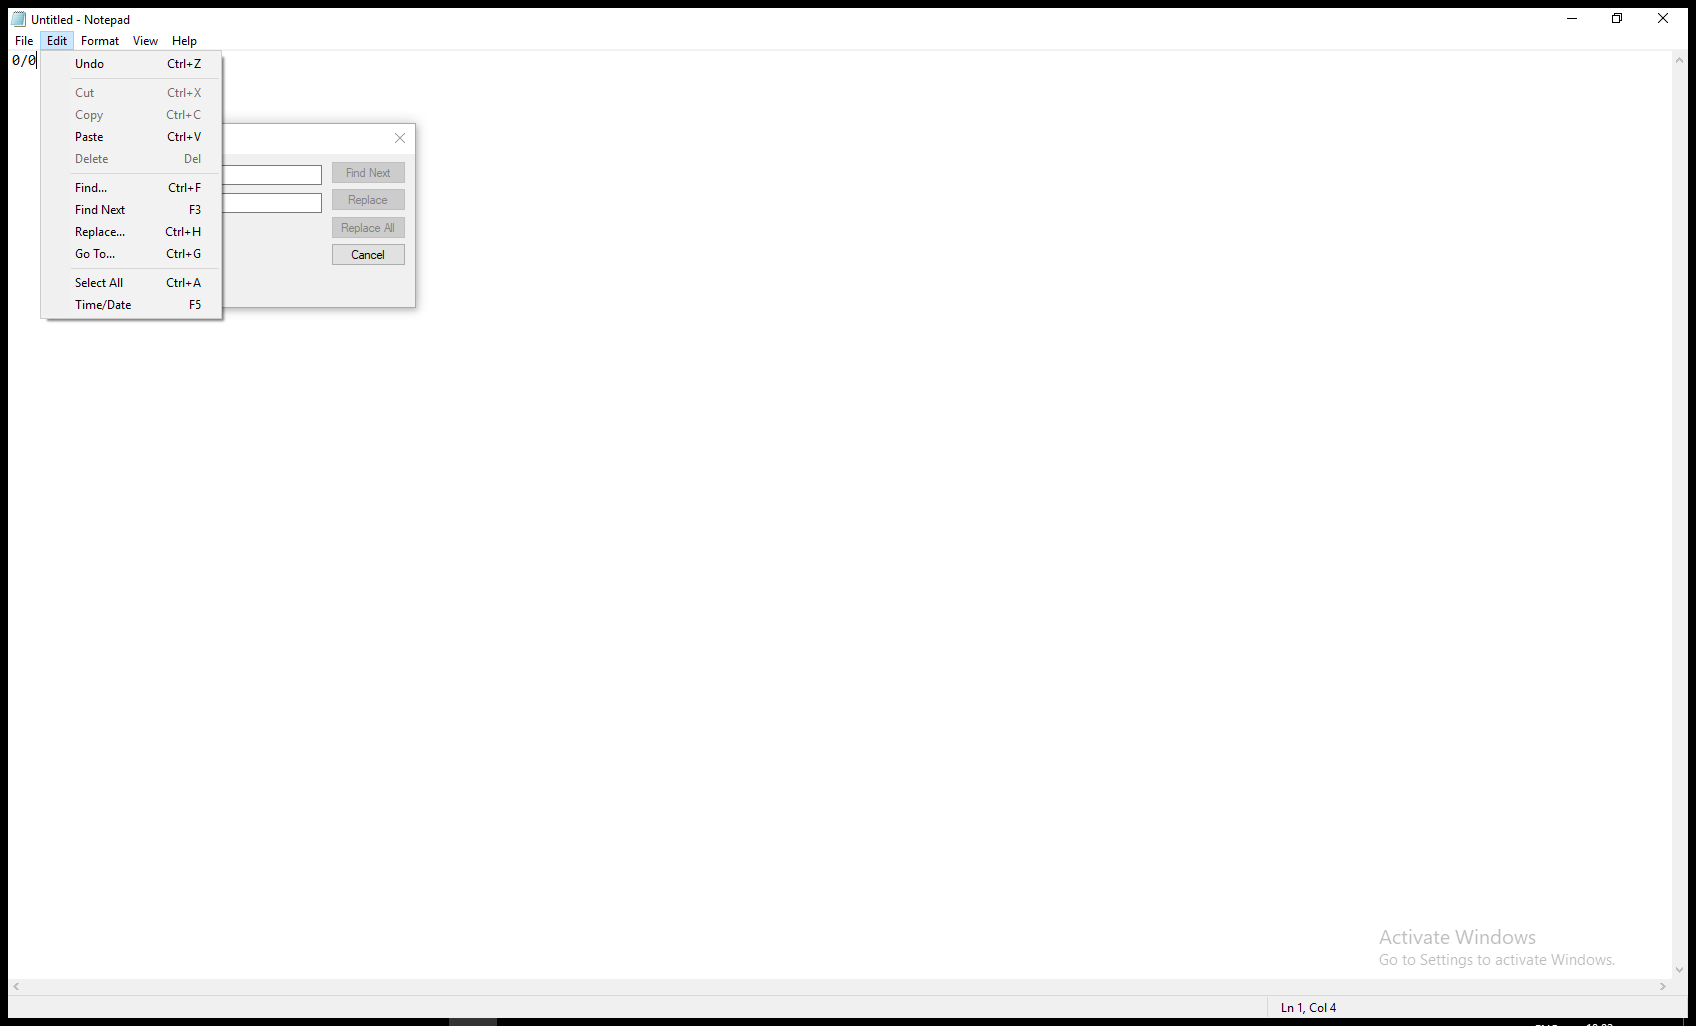 Untitled - Notepad
File Edit Format View Help
0/0
Undo Ctrl+Z
Cut Ctrl+X
Copy Ctrl+C
Paste Ctrl+V
Delete Del
Find... Ctrl+F
Find Next F3
Replace... Ctrl+H
Go To... Ctrl+G
Select All Ctrl+A
Time/Date F5
Find Next
Replace
Replace All
Cancel
Activate Windows
Go to Settings to activate Windows.
Ln 1, Col 4